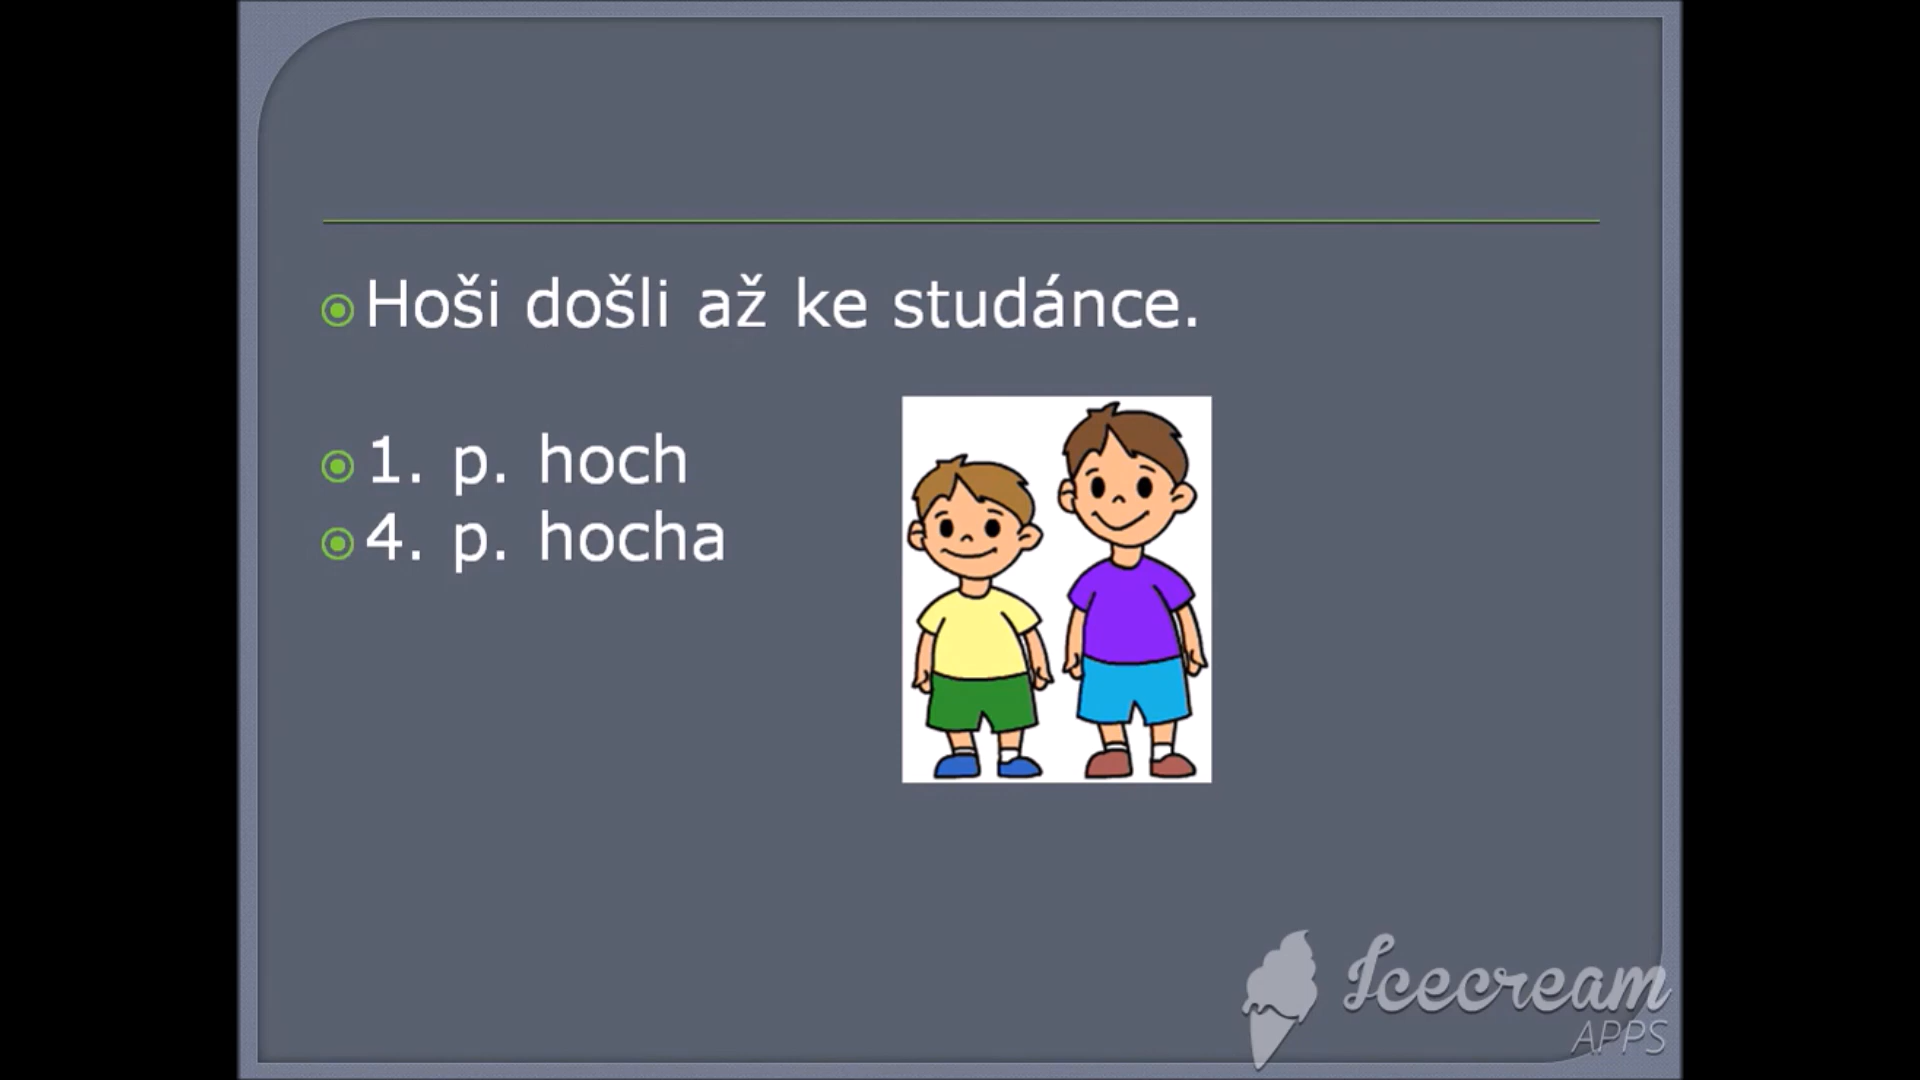 Hoši došli až ke studánce.
1. p. hoch
4. p. hocha
Icecream
APPS